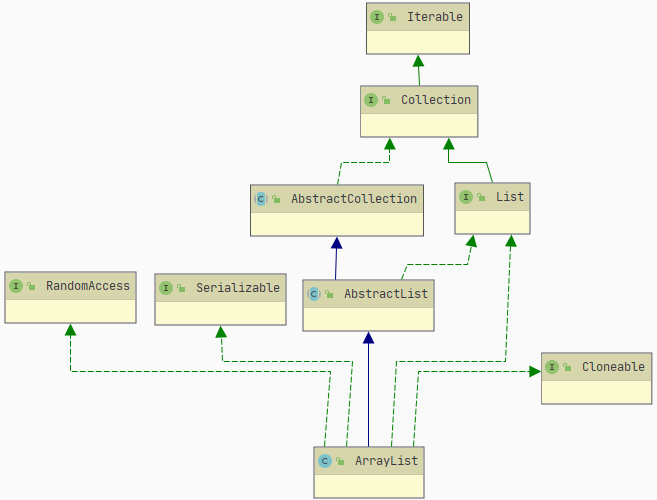 I Iterable
I Collection
C AbstractCollection
I List
I RandomAccess
I Serializable
C AbstractList
I Cloneable
C ArrayList